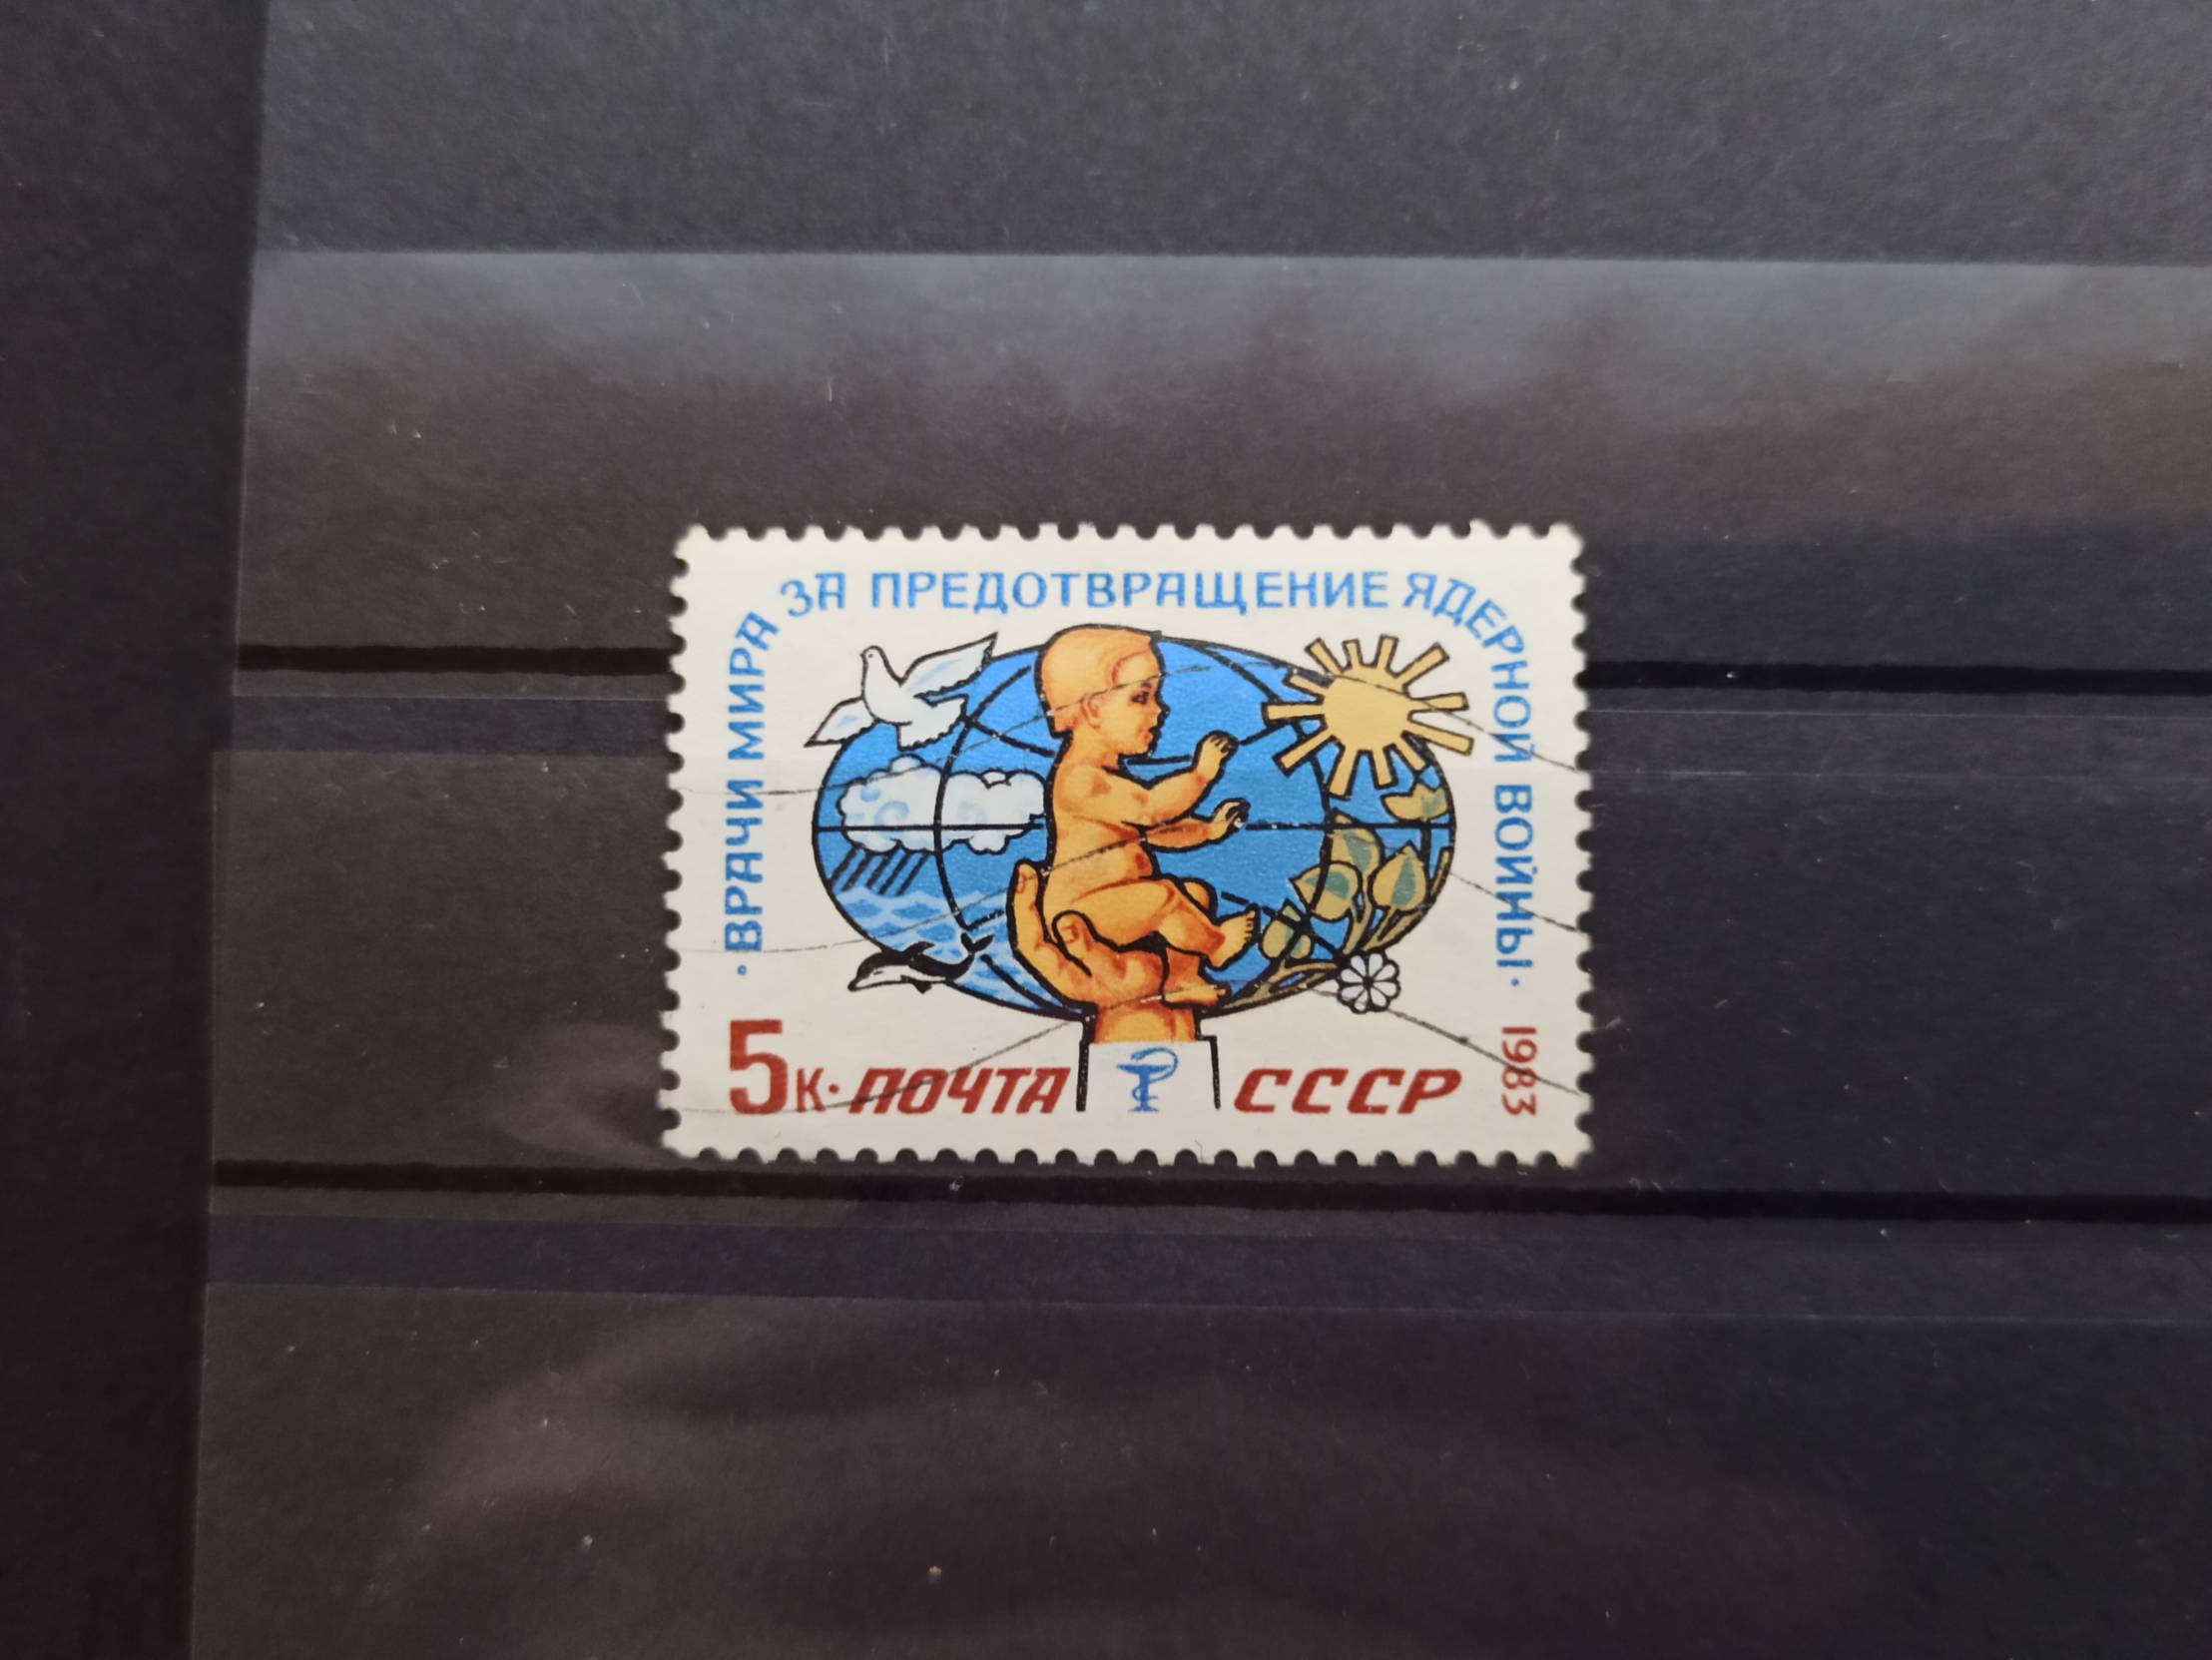 · ВРАЧИ МИРА ЗА ПРЕДОТВРАЩЕНИЕ ЯДЕРНОЙ ВОЙНЫ ·
5к · ПОЧТА СССР
1983